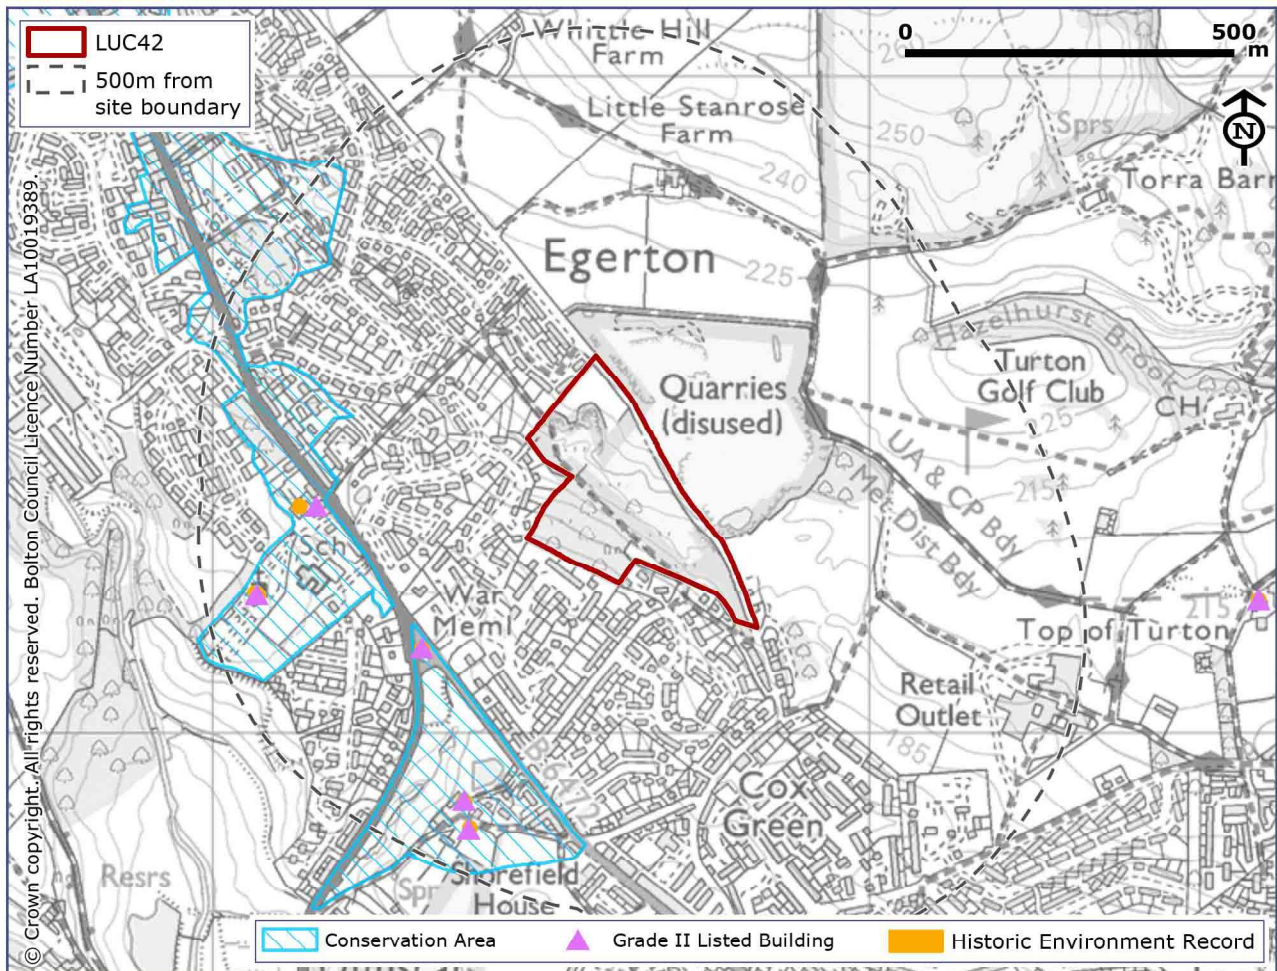 LUC42
500m from
site boundary
0 500
m
N
© Crown copyright. All rights reserved. Bolton Council Licence Number LA10019389.
Whittle Hill
Farm
Little Stanrose
Farm
250
Sprs
240
Torra Barn
Egerton
225
Hazelhurst Brook
Turton
Golf Club
Quarries
(disused)
CH
UA & CP Bdy
Met Dist Bdy
215
Sch
War
Meml
215
Top of Turton
Retail
Outlet
185
B 6472
Cox
Green
Resrs
Spr
Shorefield
House
Conservation Area
Grade II Listed Building
Historic Environment Record